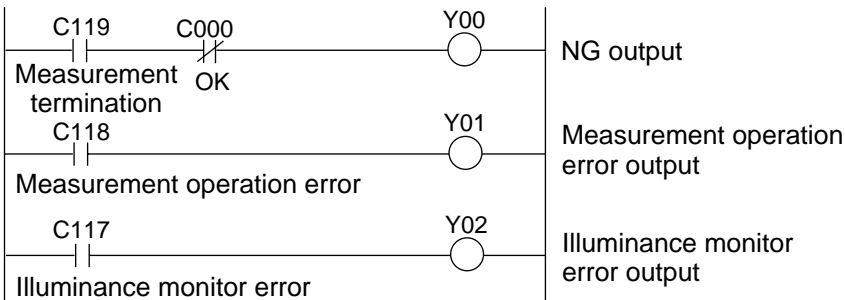 C119
C000
Y00
NG output
Measurement
termination
OK
C118
Y01
Measurement operation
error output
Measurement operation error
C117
Y02
Illuminance monitor
error output
Illuminance monitor error